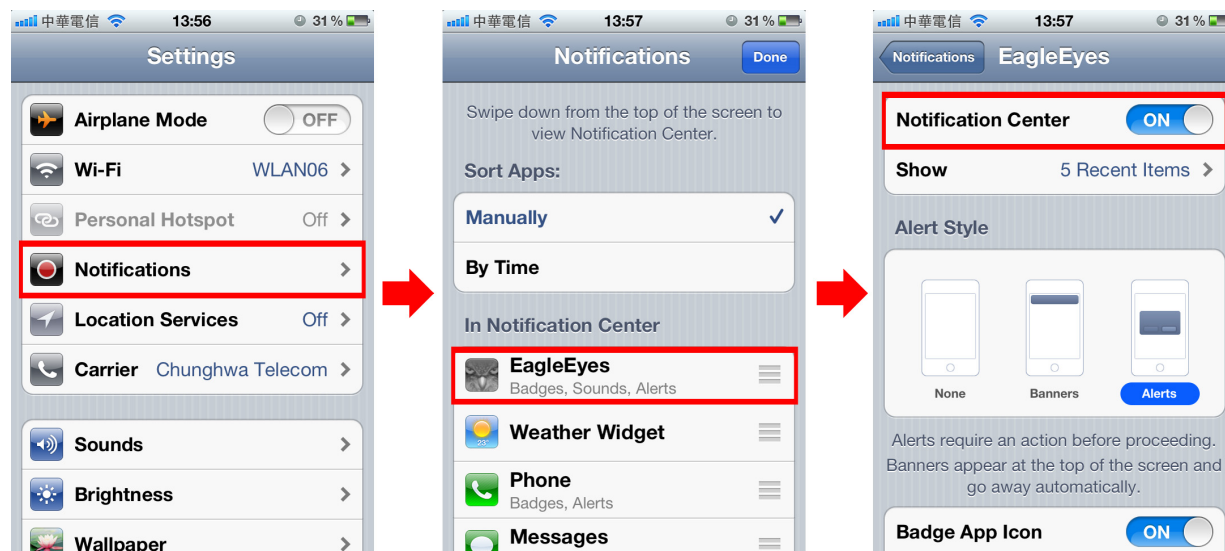 中華電信 13:56 31 %
Settings
Airplane Mode OFF
Wi-Fi WLAN06
Personal Hotspot Off
Notifications
Location Services Off
Carrier Chunghwa Telecom
Sounds
Brightness
Wallpaper
中華電信 13:57 31 %
Notifications Done
Swipe down from the top of the screen to
view Notification Center.
Sort Apps:
Manually
By Time
In Notification Center
EagleEyes
Badges, Sounds, Alerts
23°
Weather Widget
Phone
Badges, Alerts
Messages
中華電信 13:57 31 %
Notifications EagleEyes
Notification Center ON
Show 5 Recent Items
Alert Style
None Banners Alerts
Alerts require an action before proceeding.
Banners appear at the top of the screen and
go away automatically.
Badge App Icon ON